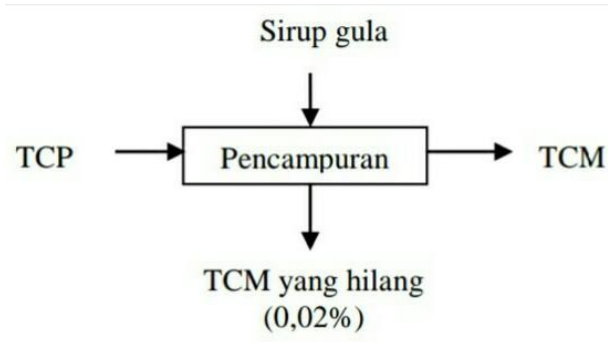 Sirup gula
TCP
Pencampuran
TCM
TCM yang hilang
(0,02%)